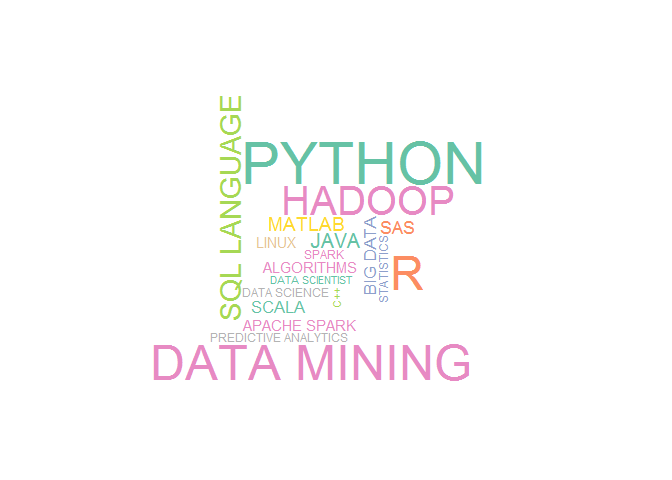 SQL LANGUAGE
PYTHON
HADOOP
MATLAB
SAS
LINUX
JAVA
BIG DATA
STATISTICS
SPARK
ALGORITHMS
R
DATA SCIENTIST
DATA SCIENCE
C++
SCALA
APACHE SPARK
PREDICTIVE ANALYTICS
DATA MINING